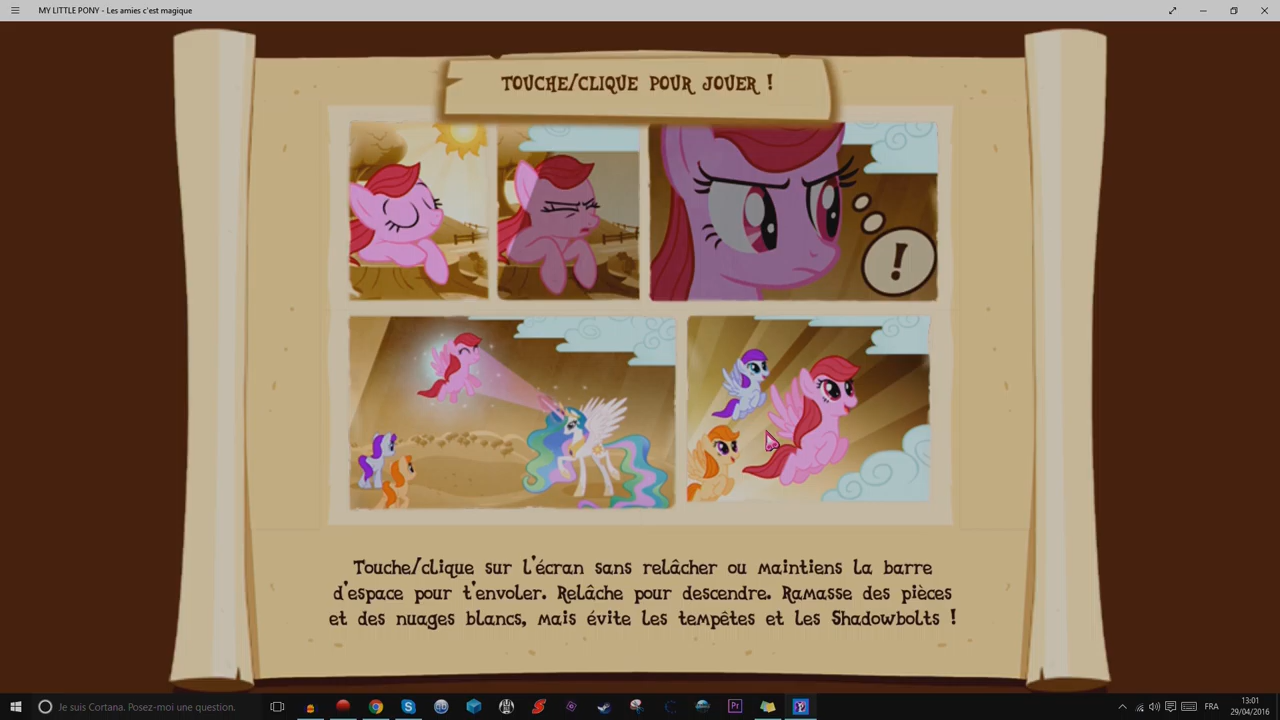 MY LITTLE PONY - Les amies c'est magique
TOUCHE/CLIQUE POUR JOUER !
!
Touche/clique sur l'écran sans relâcher ou maintiens la barre
d'espace pour t'envoler. Relâche pour descendre. Ramasse des pièces
et des nuages blancs, mais évite les tempêtes et les Shadowbolts !
Je suis Cortana. Posez-moi une question.
Pr
FRA
13:01
29/04/2016